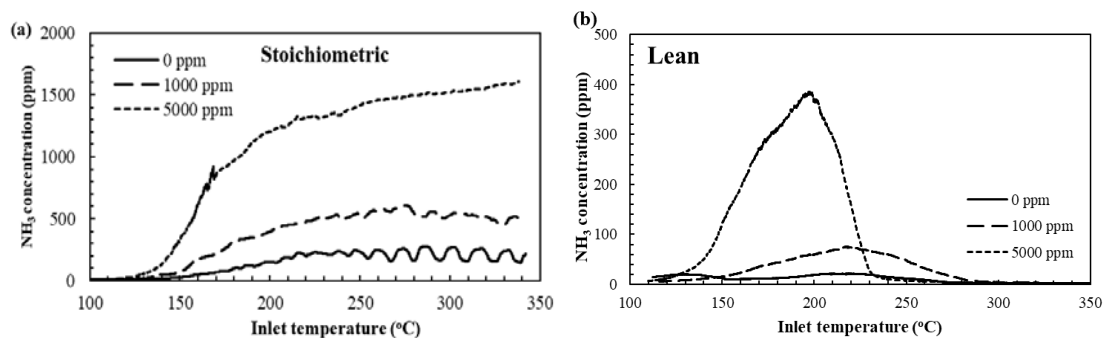 (a)
Stoichiometric
0 ppm
1000 ppm
5000 ppm
NH3 concentration (ppm)
2000
1500
1000
500
0
100 150 200 250 300 350
Inlet temperature (°C)
(b)
Lean
0 ppm
1000 ppm
5000 ppm
NH3 concentration (ppm)
500
400
300
200
100
0
100 150 200 250 300 350
Inlet temperature (°C)